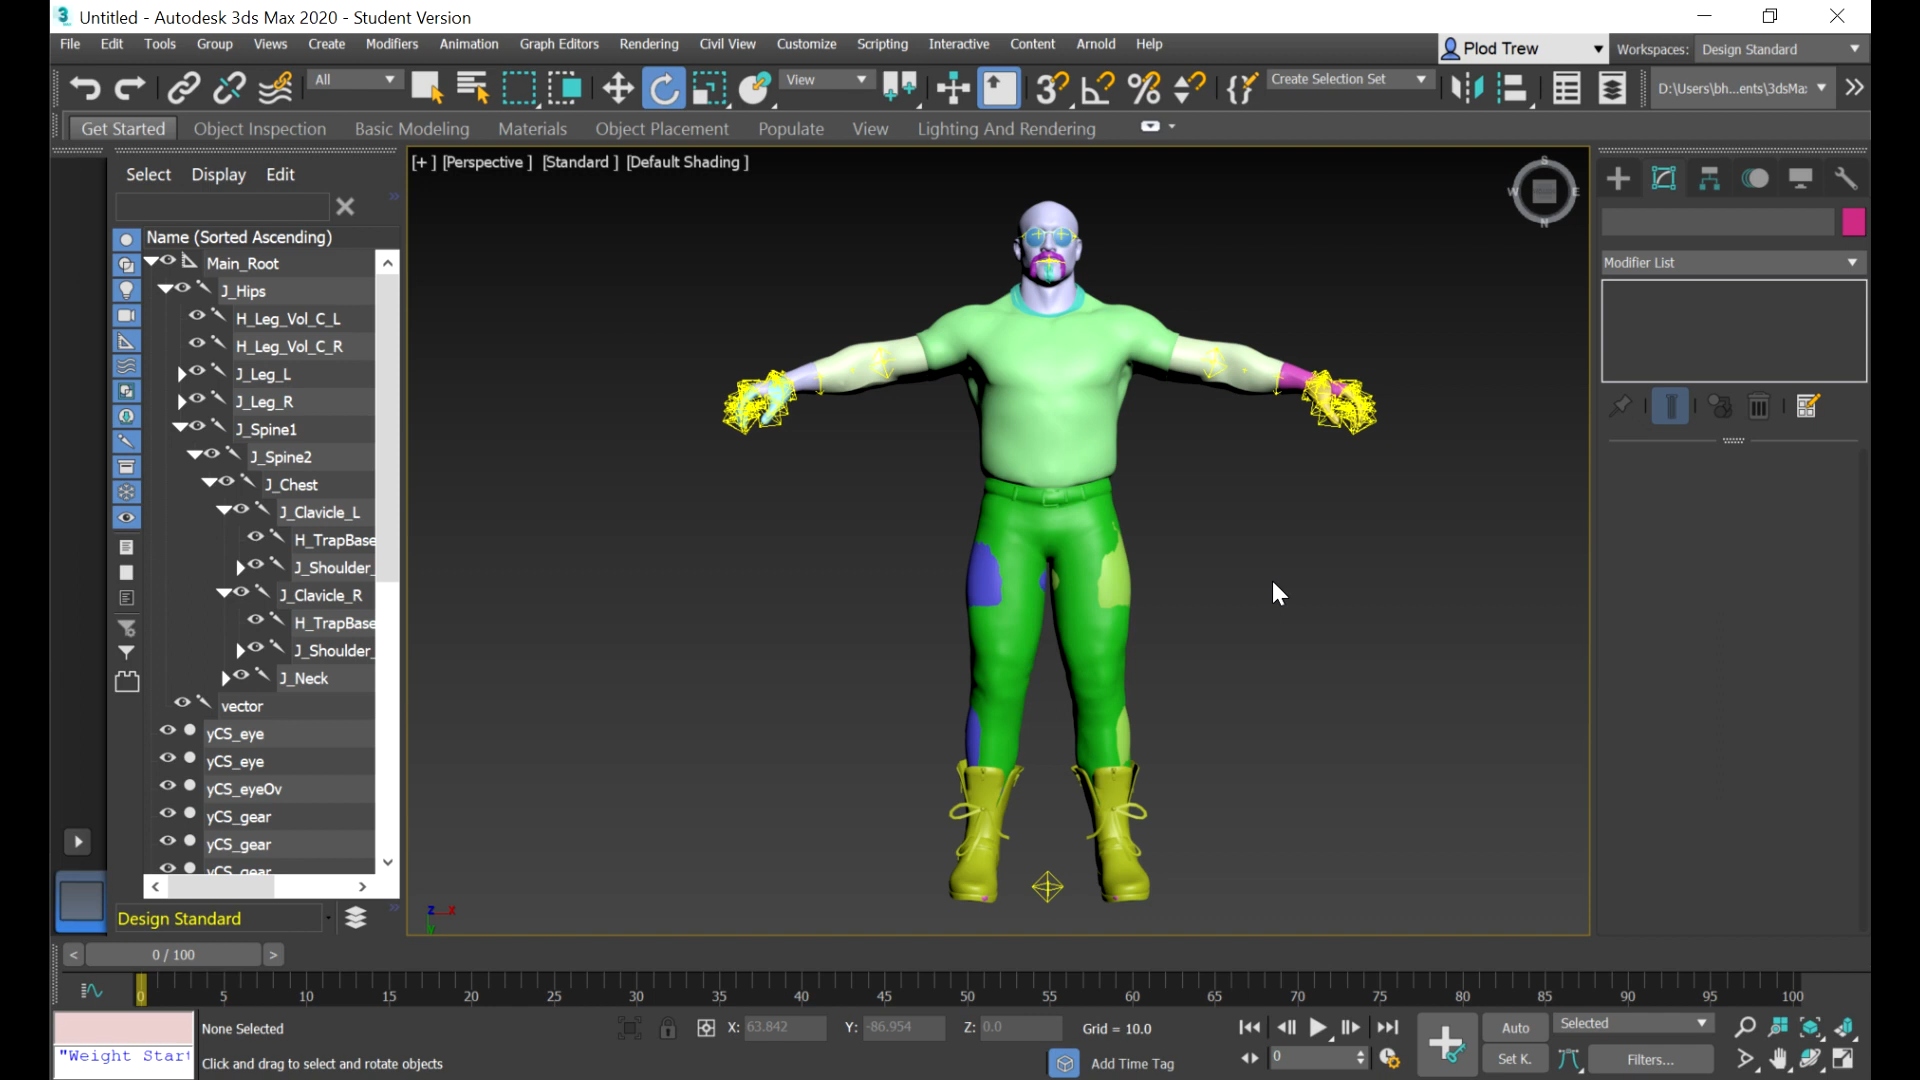 Untitled - Autodesk 3ds Max 2020 - Student Version
File Edit Tools Group Views Create Modifiers Animation Graph Editors Rendering Civil View Customize Scripting Interactive Content Arnold Help
Plod Trew Workspaces: Design Standard
All View Create Selection Set D:\Users\bh...ents\3dsMa:
Get Started Object Inspection Basic Modeling Materials Object Placement Populate View Lighting And Rendering
[+] [Perspective] [Standard] [Default Shading]
Select Display Edit
Name (Sorted Ascending)
Main_Root
J_Hips
H_Leg_Vol_C_L
H_Leg_Vol_C_R
J_Leg_L
J_Leg_R
J_Spine1
J_Spine2
J_Chest
J_Clavicle_L
H_TrapBase
J_Shoulder_
J_Clavicle_R
H_TrapBase
J_Shoulder_
J_Neck
vector
yCS_eye
yCS_eye
yCS_eyeOv
yCS_gear
yCS_gear
yCS_gear
Design Standard
S
W E
N
Modifier List
z x
y
< 0 / 100 >
0 5 10 15 20 25 30 35 40 45 50 55 60 65 70 75 80 85 90 95 100
None Selected X: 63.842 Y: -86.954 Z: 0.0 Grid = 10.0 Auto Selected
"Weight Start
Click and drag to select and rotate objects Add Time Tag 0 Set K. Filters...